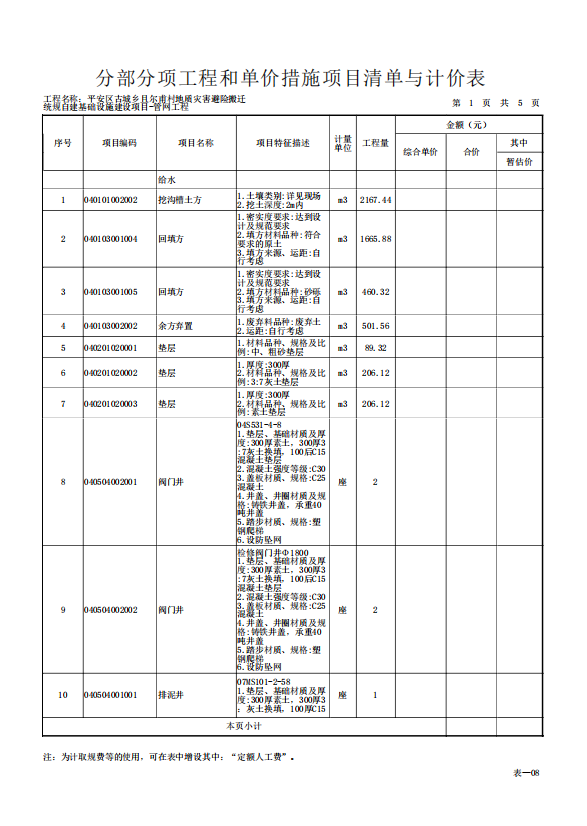 分部分项工程和单价措施项目清单与计价表
工程名称：平安区古城乡且尔甫村地质灾害避险搬迁
统规自建基础设施建设项目-管网工程
第 1 页 共 5 页
序号 项目编码 项目名称 项目特征描述 计量单位 工程量 金额（元）
综合单价 合价 其中
暂估价
给水
1 040101002002 挖沟槽土方 1.土壤类别:详见现场
2.挖土深度:2m内 m3 2167.44
2 040103001004 回填方 1.密实度要求:达到设
计及规范要求
2.填方材料品种:符合
要求的原土
3.填方来源、运距:自
行考虑 m3 1665.88
3 040103001005 回填方 1.密实度要求:达到设
计及规范要求
2.填方材料品种:砂砾
3.填方来源、运距:自
行考虑 m3 460.32
4 040103002002 余方弃置 1.废弃料品种:废弃土
2.运距:自行考虑 m3 501.56
5 040201020001 垫层 1.材料品种、规格及比
例:中、粗砂垫层 m3 89.32
6 040201020002 垫层 1.厚度:300厚
2.材料品种、规格及比
例:3:7灰土垫层 m3 206.12
7 040201020003 垫层 1.厚度:300厚
2.材料品种、规格及比
例:素土垫层 m3 206.12
8 040504002001 阀门井 04S531-4-8
1.垫层、基础材质及厚
度:300厚素土，300厚3
:7灰土换填，100后C15
混凝土垫层
2.混凝土强度等级:C30
3.盖板材质、规格:C25
混凝土
4.井盖、井圈材质及规
格:铸铁井盖，承重40
吨井盖
5.踏步材质、规格:塑
钢爬梯
6.设防坠网 座 2
9 040504002002 阀门井 检修阀门井Φ1800
1.垫层、基础材质及厚
度:300厚素土，300厚3
:7灰土换填，100后C15
混凝土垫层
2.混凝土强度等级:C30
3.盖板材质、规格:C25
混凝土
4.井盖、井圈材质及规
格:铸铁井盖，承重40
吨井盖
5.踏步材质、规格:塑
钢爬梯
6.设防坠网 座 2
10 040504001001 排泥井 07MS101-2-58
1.垫层、基础材质及厚
度:300厚素土，300厚3
：灰土换填，100厚C15 座 1
本页小计
注：为计取规费等的使用，可在表中增设其中：“定额人工费”。
表—08